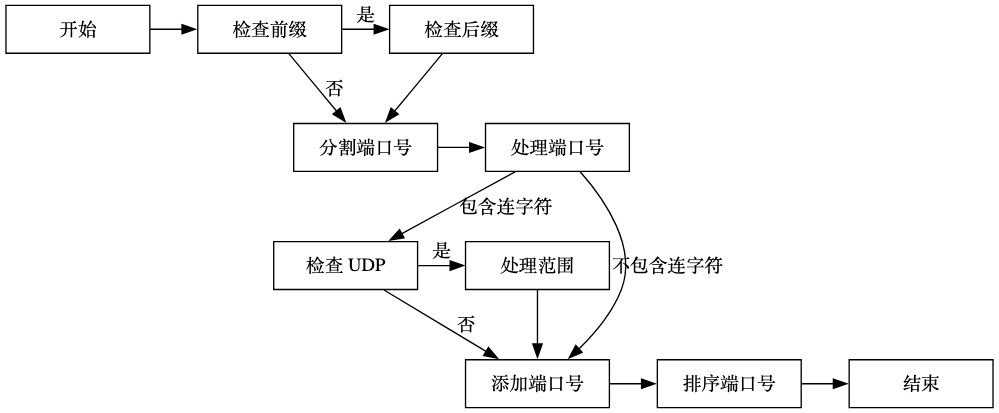 开始
检查前缀
是
检查后缀
否
分割端口号
处理端口号
包含连字符
检查 UDP
是
处理范围
不包含连字符
否
添加端口号
排序端口号
结束